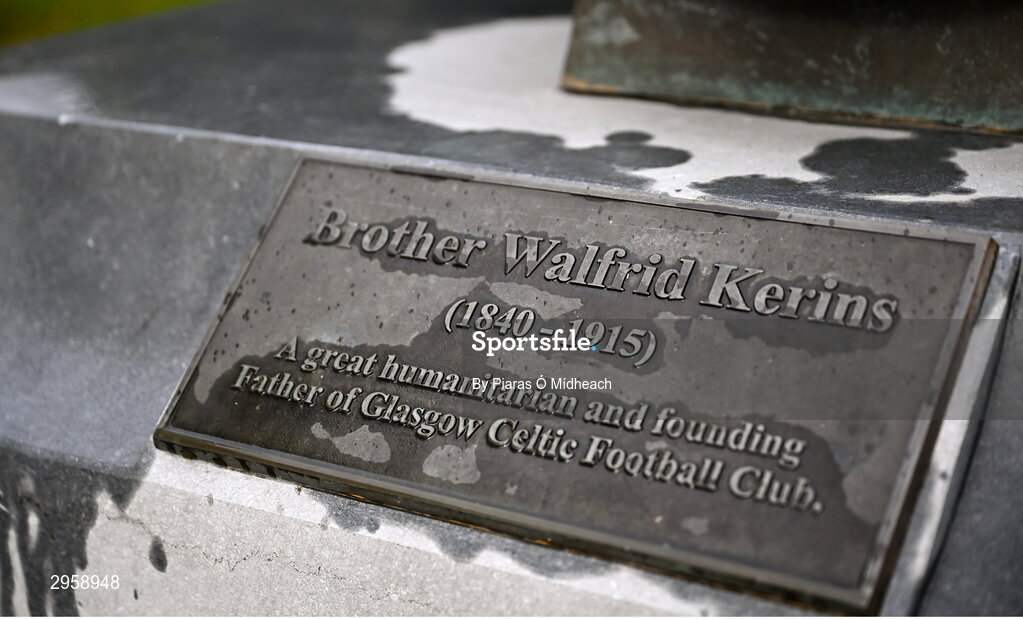 Brother Walfrid Kerins
(1840 - 1915)
Sportsfile.
By Piaras Ó Mídheach
A great humanitarian and founding
Father of Glasgow Celtic Football Club.
2958948